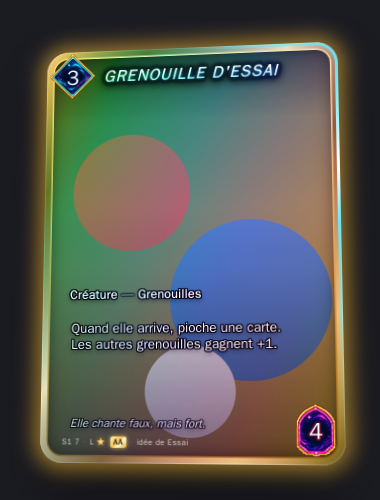 3
GRENOUILLE D'ESSAI
Créature — Grenouilles
Quand elle arrive, pioche une carte.
Les autres grenouilles gagnent +1.
Elle chante faux, mais fort.
S1 7 L★ AA idée de Essai
4